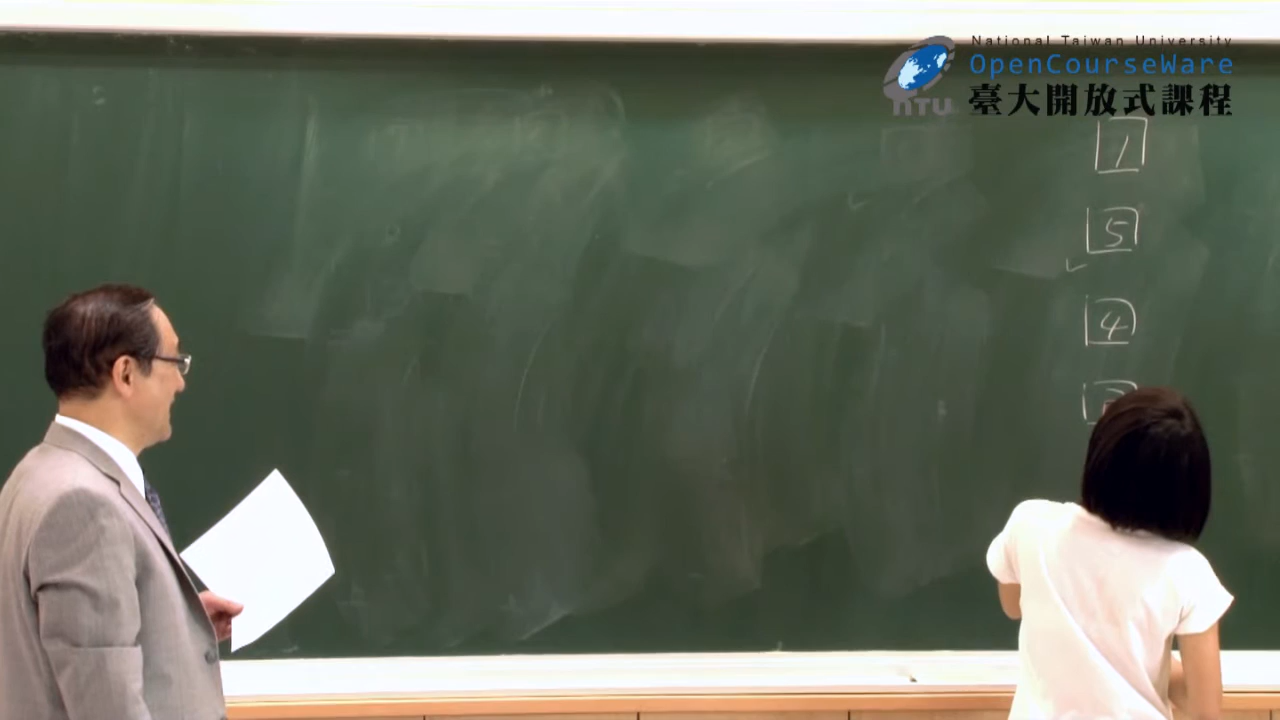 National Taiwan University
OpenCourseWare
臺大開放式課程
NTU
1
5
4